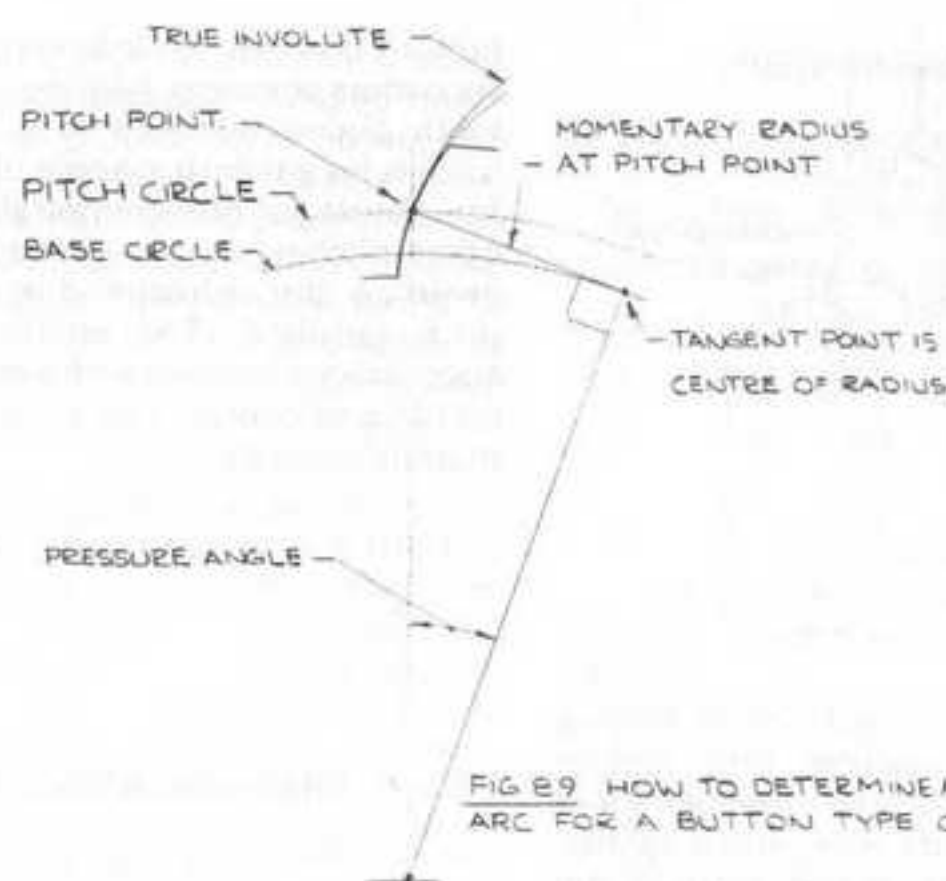 TRUE INVOLUTE
PITCH POINT
PITCH CIRCLE
BASE CIRCLE
MOMENTARY RADIUS
AT PITCH POINT
TANGENT POINT IS
CENTRE OF RADIUS
PRESSURE ANGLE
FIG 89 HOW TO DETERMINE
ARC FOR A BUTTON TYPE